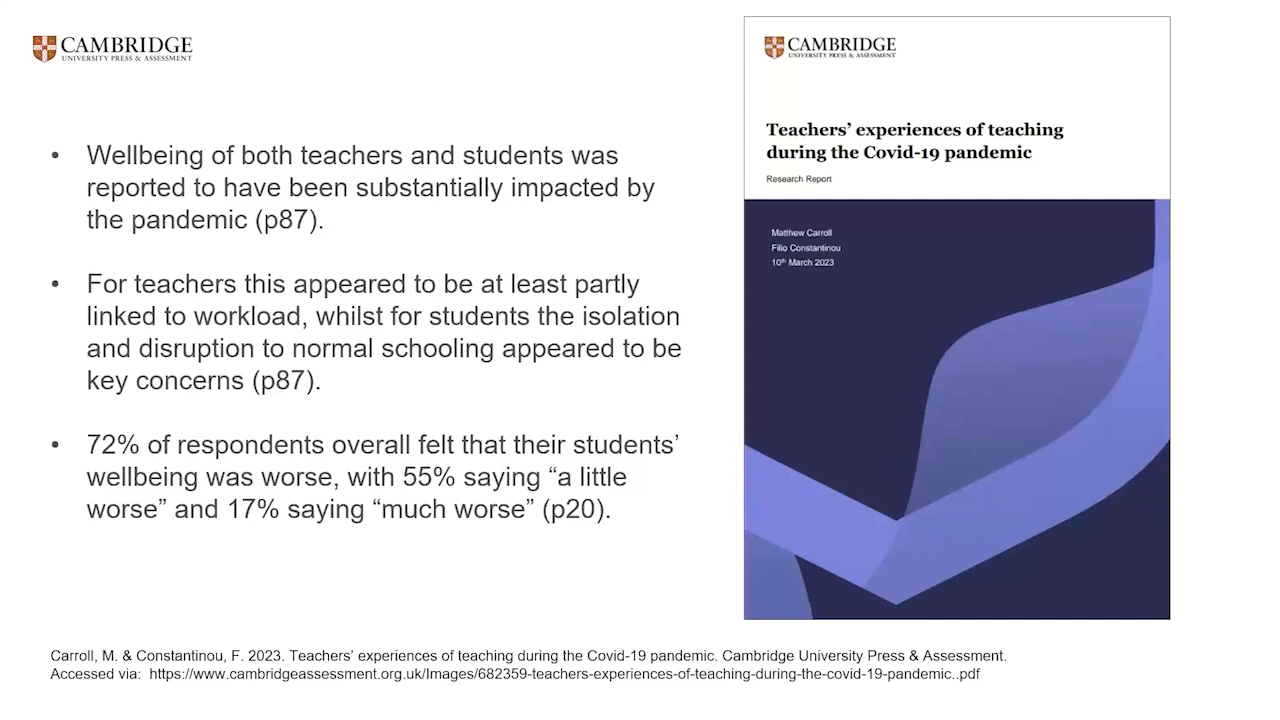 CAMBRIDGE
UNIVERSITY PRESS & ASSESSMENT
• Wellbeing of both teachers and students was
reported to have been substantially impacted by
the pandemic (p87).
• For teachers this appeared to be at least partly
linked to workload, whilst for students the isolation
and disruption to normal schooling appeared to be
key concerns (p87).
• 72% of respondents overall felt that their students’
wellbeing was worse, with 55% saying “a little
worse” and 17% saying “much worse” (p20).
CAMBRIDGE
UNIVERSITY PRESS & ASSESSMENT
Teachers’ experiences of teaching
during the Covid-19 pandemic
Research Report
Matthew Carroll
Filio Constantinou
10th March 2023
Carroll, M. & Constantinou, F. 2023. Teachers’ experiences of teaching during the Covid-19 pandemic. Cambridge University Press & Assessment.
Accessed via: https://www.cambridgeassessment.org.uk/Images/682359-teachers-experiences-of-teaching-during-the-covid-19-pandemic..pdf